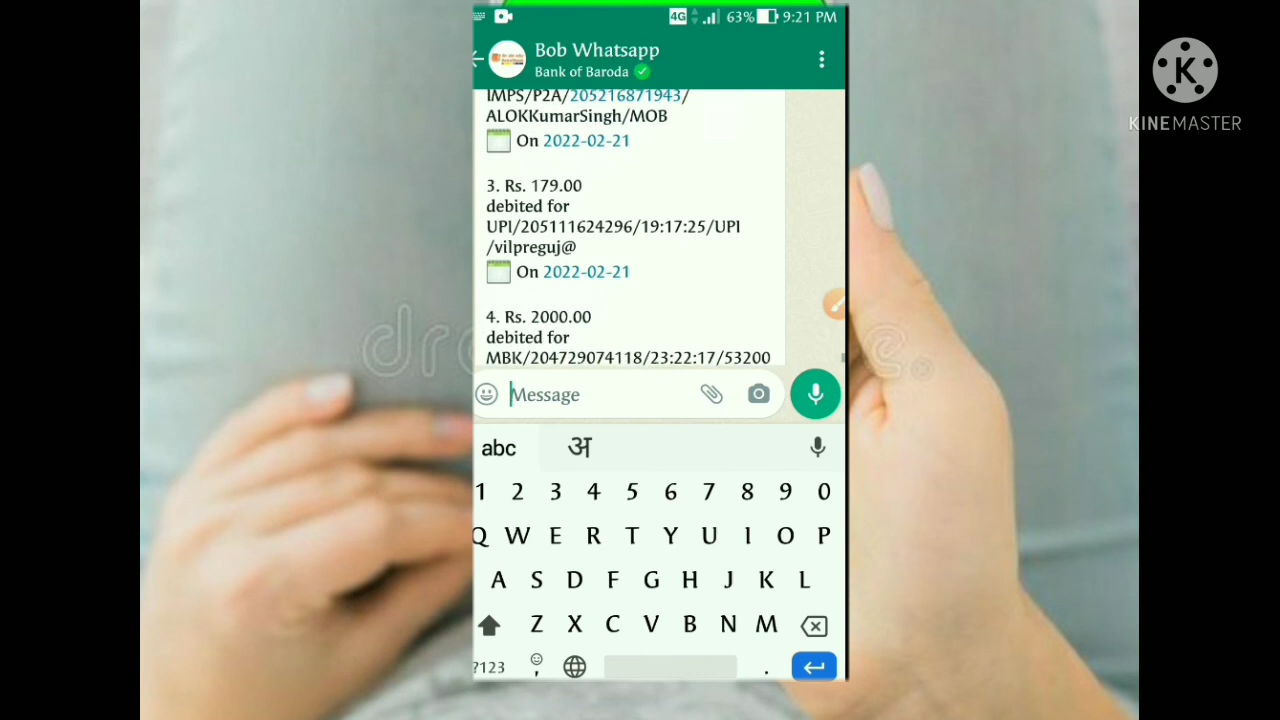 4G 63% 9:21 PM
Bob Whatsapp
Bank of Baroda
IMPS/P2A/205216871943/
ALOKKumarSingh/MOB
On 2022-02-21
3. Rs. 179.00
debited for
UPI/205111624296/19:17:25/UPI
/vilpreguj@
On 2022-02-21
4. Rs. 2000.00
debited for
MBK/204729074118/23:22:17/53200
Message
abc अ
1 2 3 4 5 6 7 8 9 0
Q W E R T Y U I O P
A S D F G H J K L
Z X C V B N M
?123 , .
K
KINEMASTER
dr
e.